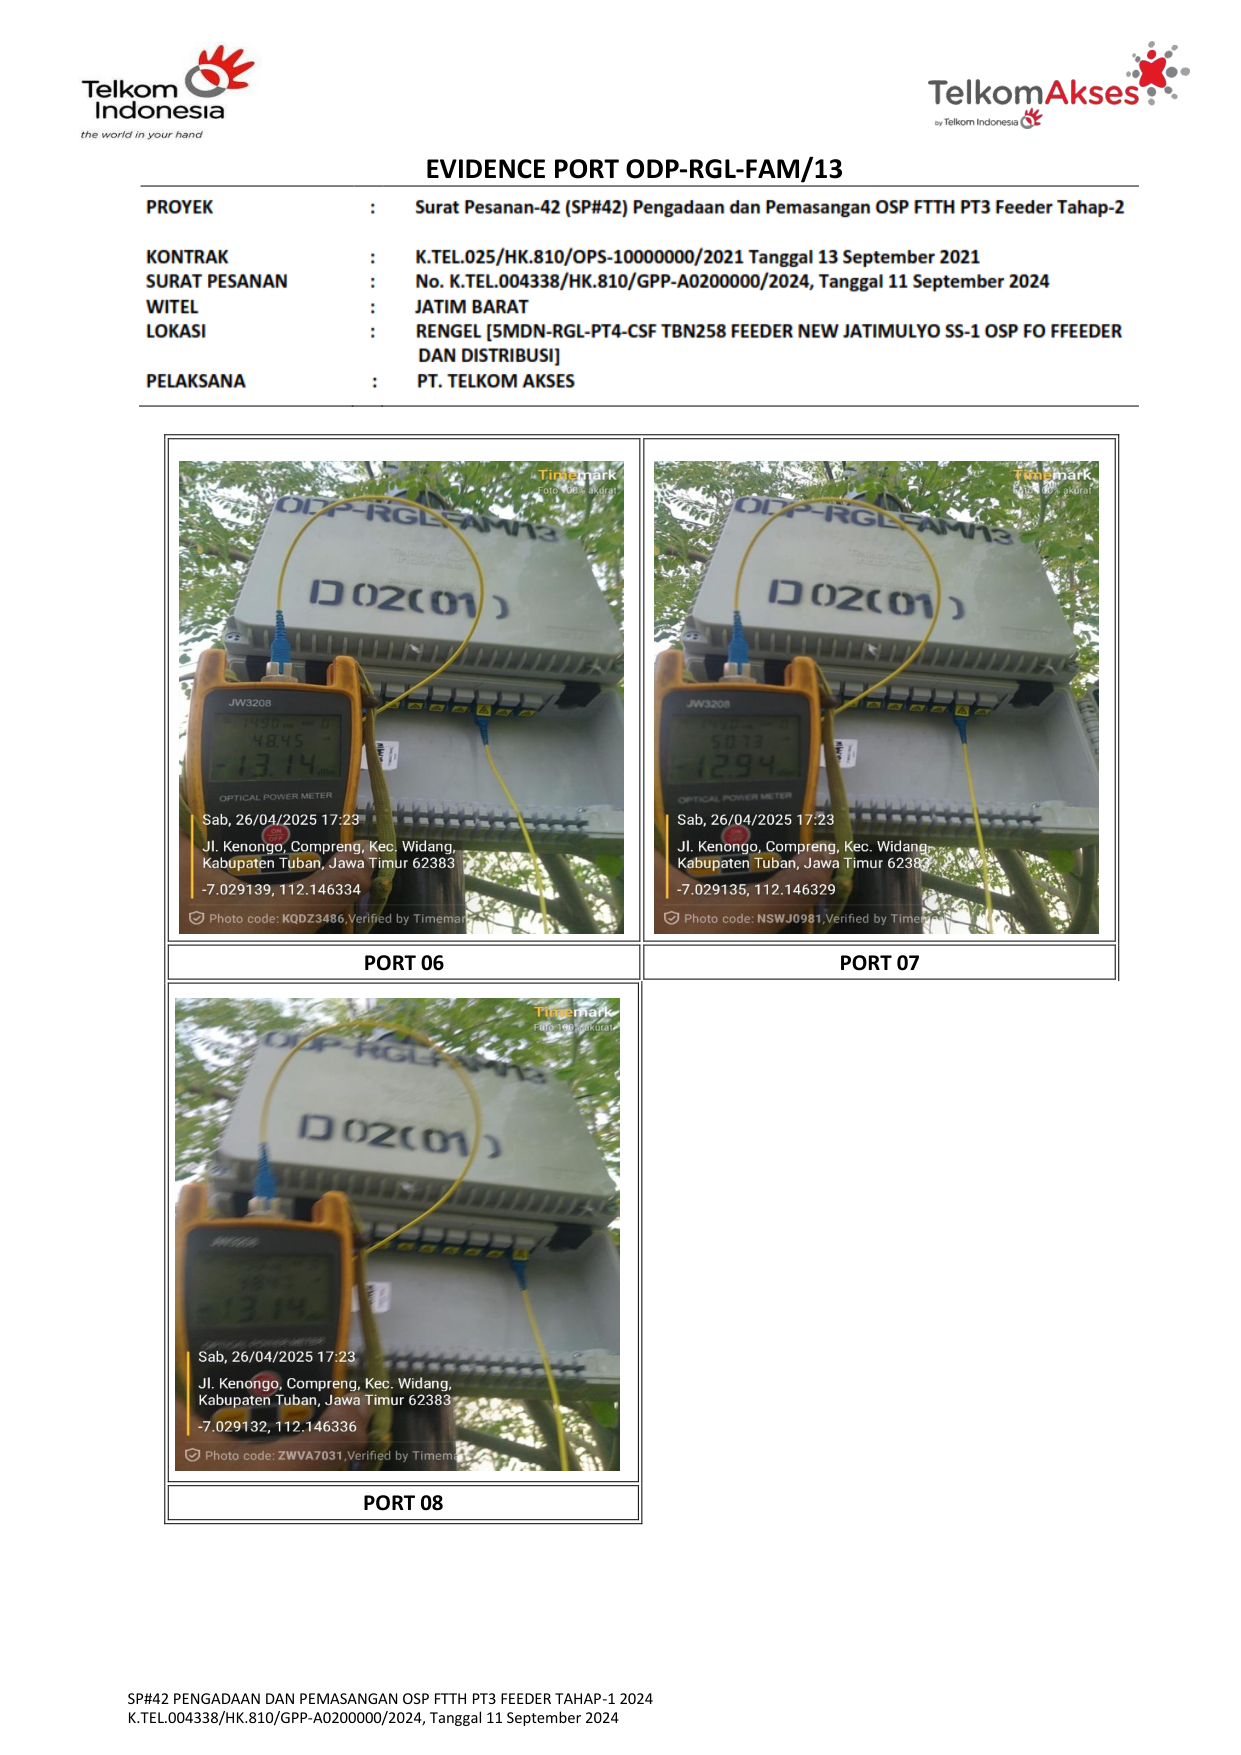 Telkom
Indonesia
the world in your hand
TelkomAkses
by Telkom Indonesia
EVIDENCE PORT ODP-RGL-FAM/13
PROYEK : Surat Pesanan-42 (SP#42) Pengadaan dan Pemasangan OSP FTTH PT3 Feeder Tahap-2
KONTRAK : K.TEL.025/HK.810/OPS-10000000/2021 Tanggal 13 September 2021
SURAT PESANAN : No. K.TEL.004338/HK.810/GPP-A0200000/2024, Tanggal 11 September 2024
WITEL : JATIM BARAT
LOKASI : RENGEL [5MDN-RGL-PT4-CSF TBN258 FEEDER NEW JATIMULYO SS-1 OSP FO FFEEDER
DAN DISTRIBUSI]
PELAKSANA : PT. TELKOM AKSES
Timemark
Foto 100% akurat
ODP-RGL-FAM/13
D02(01)
JW3208
48.45
-13.14
OPTICAL POWER METER
Sab, 26/04/2025 17:23
Jl. Kenongo, Compreng, Kec. Widang,
Kabupaten Tuban, Jawa Timur 62383
-7.029139, 112.146334
Photo code: KQDZ3486,Verified by Timemar
PORT 06
Timemark
Foto 100% akurat
ODP-RGL-FAM/13
D02(01)
JW3208
50.73
-12.94
OPTICAL POWER METER
Sab, 26/04/2025 17:23
Jl. Kenongo, Compreng, Kec. Widang,
Kabupaten Tuban, Jawa Timur 62383
-7.029135, 112.146329
Photo code: NSWJ0981,Verified by Timem
PORT 07
Timemark
Foto 100% akurat
ODP-RGL-FAM/13
D02(01)
JW3208
-13.14
OPTICAL POWER METER
Sab, 26/04/2025 17:23
Jl. Kenongo, Compreng, Kec. Widang,
Kabupaten Tuban, Jawa Timur 62383
-7.029132, 112.146336
Photo code: ZWVA7031,Verified by Timem
PORT 08
SP#42 PENGADAAN DAN PEMASANGAN OSP FTTH PT3 FEEDER TAHAP-1 2024
K.TEL.004338/HK.810/GPP-A0200000/2024, Tanggal 11 September 2024